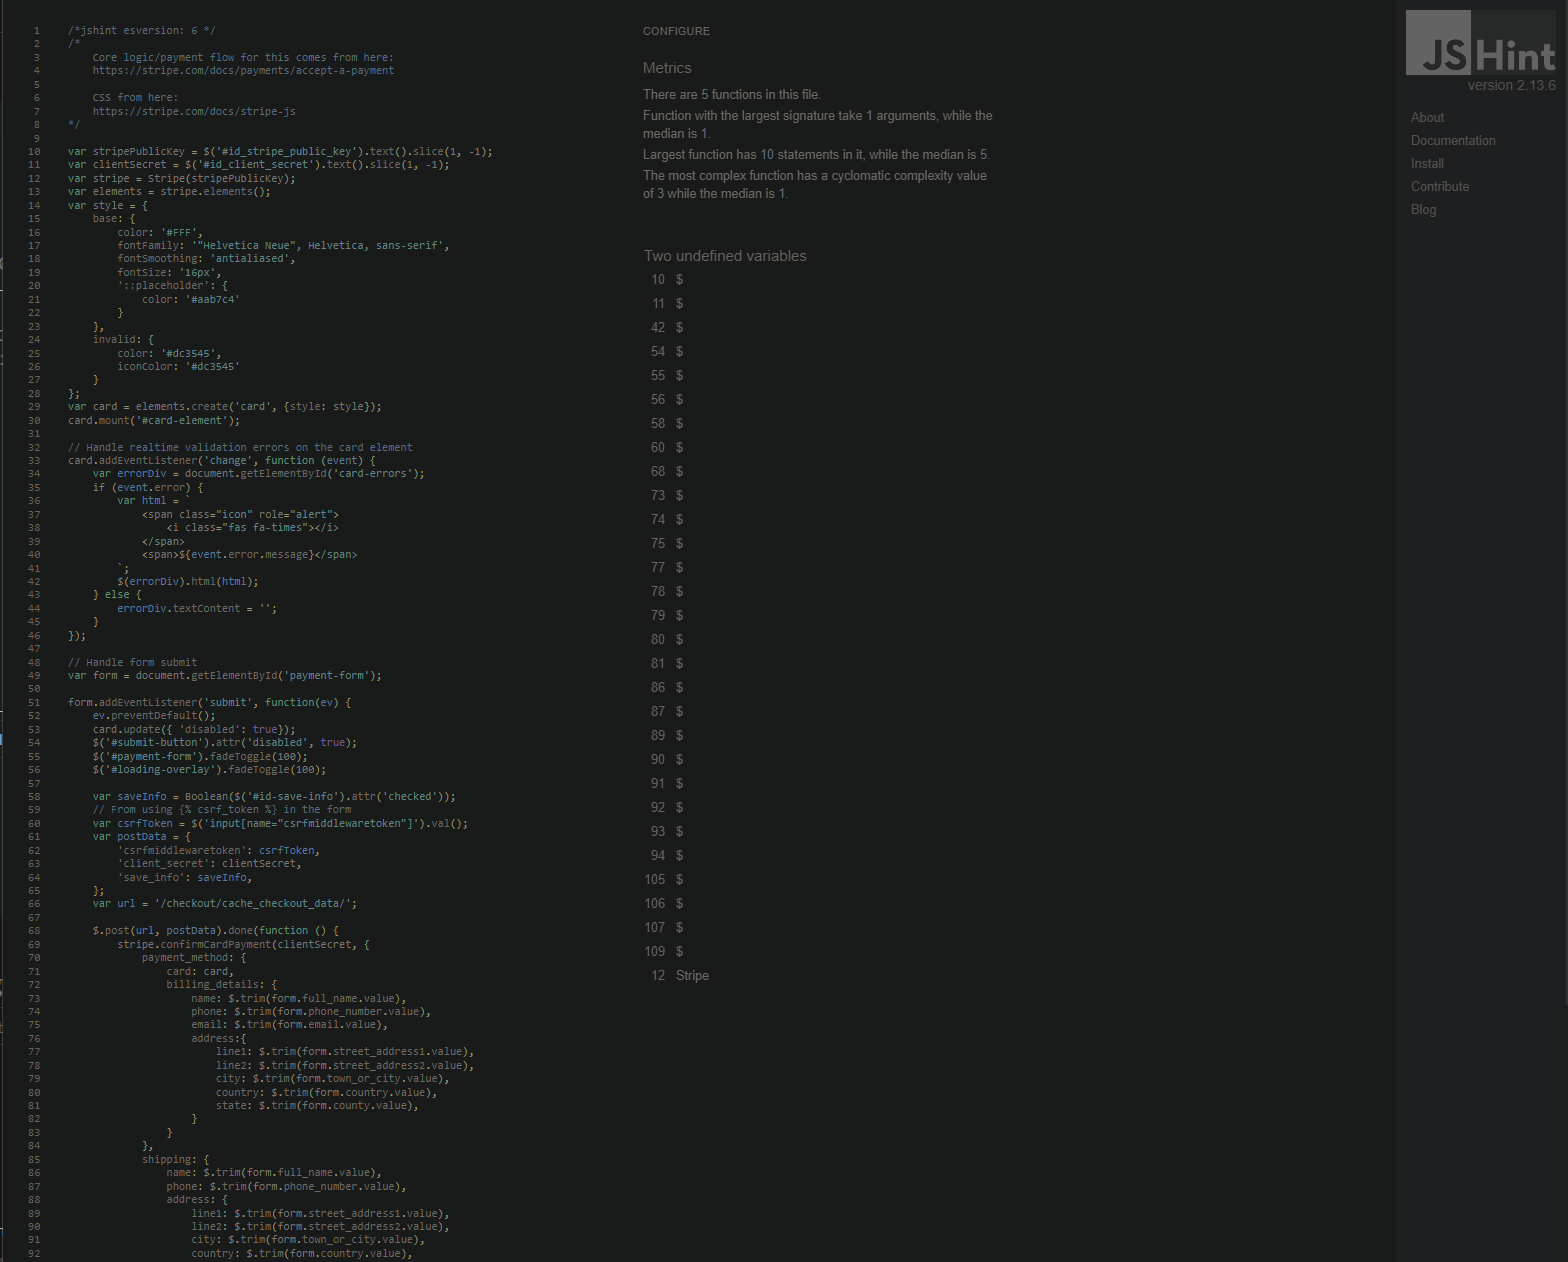 1 /*jshint esversion: 6 */
2 /*
3 Core logic/payment flow for this comes from here:
4 https://stripe.com/docs/payments/accept-a-payment
5
6 CSS from here:
7 https://stripe.com/docs/stripe-js
8 */
9
10 var stripePublicKey = $('#id_stripe_public_key').text().slice(1, -1);
11 var clientSecret = $('#id_client_secret').text().slice(1, -1);
12 var stripe = Stripe(stripePublicKey);
13 var elements = stripe.elements();
14 var style = {
15 base: {
16 color: '#FFF',
17 fontFamily: '"Helvetica Neue", Helvetica, sans-serif',
18 fontSmoothing: 'antialiased',
19 fontSize: '16px',
20 '::placeholder': {
21 color: '#aab7c4'
22 }
23 },
24 invalid: {
25 color: '#dc3545',
26 iconColor: '#dc3545'
27 }
28 };
29 var card = elements.create('card', {style: style});
30 card.mount('#card-element');
31
32 // Handle realtime validation errors on the card element
33 card.addEventListener('change', function (event) {
34 var errorDiv = document.getElementById('card-errors');
35 if (event.error) {
36 var html = `
37 <span class="icon" role="alert">
38 <i class="fas fa-times"></i>
39 </span>
40 <span>${event.error.message}</span>
41 `;
42 $(errorDiv).html(html);
43 } else {
44 errorDiv.textContent = '';
45 }
46 });
47
48 // Handle form submit
49 var form = document.getElementById('payment-form');
50
51 form.addEventListener('submit', function(ev) {
52 ev.preventDefault();
53 card.update({ 'disabled': true});
54 $('#submit-button').attr('disabled', true);
55 $('#payment-form').fadeToggle(100);
56 $('#loading-overlay').fadeToggle(100);
57
58 var saveInfo = Boolean($('#id-save-info').attr('checked'));
59 // From using {% csrf_token %} in the form
60 var csrfToken = $('input[name="csrfmiddlewaretoken"]').val();
61 var postData = {
62 'csrfmiddlewaretoken': csrfToken,
63 'client_secret': clientSecret,
64 'save_info': saveInfo,
65 };
66 var url = '/checkout/cache_checkout_data/';
67
68 $.post(url, postData).done(function () {
69 stripe.confirmCardPayment(clientSecret, {
70 payment_method: {
71 card: card,
72 billing_details: {
73 name: $.trim(form.full_name.value),
74 phone: $.trim(form.phone_number.value),
75 email: $.trim(form.email.value),
76 address:{
77 line1: $.trim(form.street_address1.value),
78 line2: $.trim(form.street_address2.value),
79 city: $.trim(form.town_or_city.value),
80 country: $.trim(form.country.value),
81 state: $.trim(form.county.value),
82 }
83 }
84 },
85 shipping: {
86 name: $.trim(form.full_name.value),
87 phone: $.trim(form.phone_number.value),
88 address: {
89 line1: $.trim(form.street_address1.value),
90 line2: $.trim(form.street_address2.value),
91 city: $.trim(form.town_or_city.value),
92 country: $.trim(form.country.value),
CONFIGURE
Metrics
There are 5 functions in this file.
Function with the largest signature take 1 arguments, while the
median is 1.
Largest function has 10 statements in it, while the median is 5.
The most complex function has a cyclomatic complexity value
of 3 while the median is 1.
Two undefined variables
10 $
11 $
42 $
54 $
55 $
56 $
58 $
60 $
68 $
73 $
74 $
75 $
77 $
78 $
79 $
80 $
81 $
86 $
87 $
89 $
90 $
91 $
92 $
93 $
94 $
105 $
106 $
107 $
109 $
12 Stripe
JSHint
version 2.13.6
About
Documentation
Install
Contribute
Blog